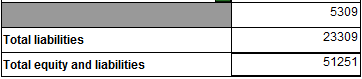 5309
Total liabilities 23309
Total equity and liabilities 51251